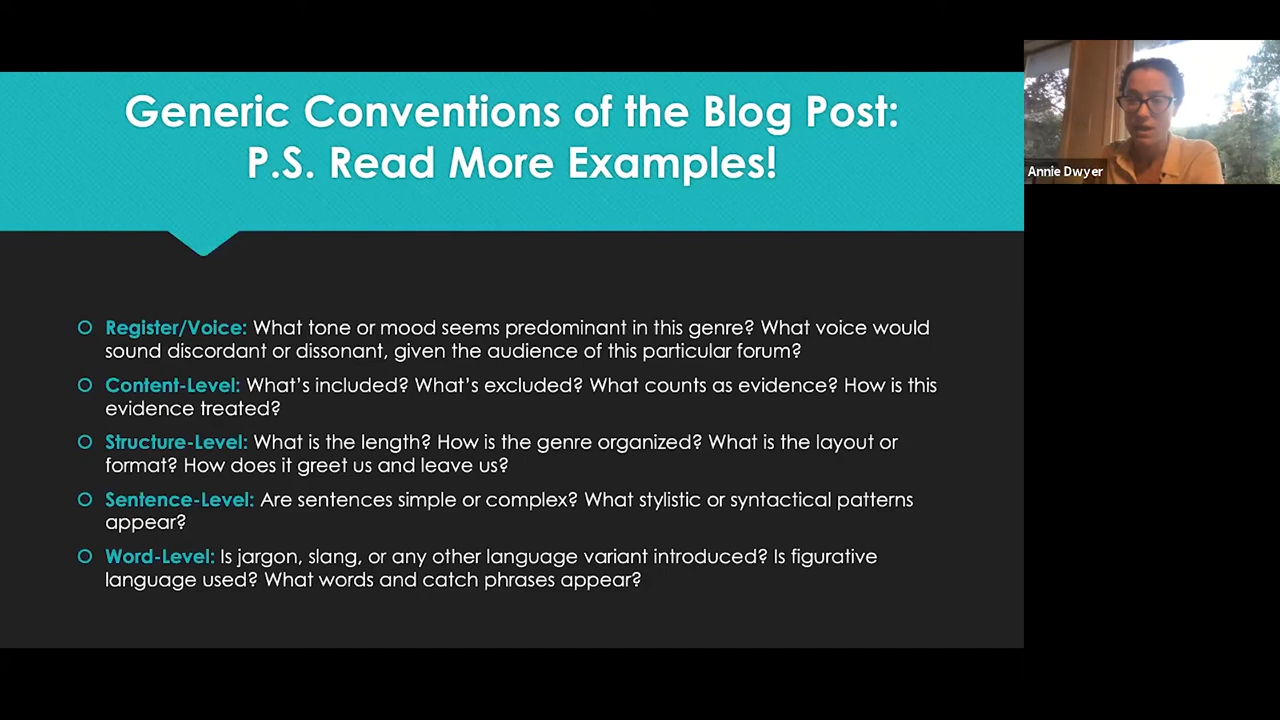 Generic Conventions of the Blog Post:
P.S. Read More Examples!
Annie Dwyer
Register/Voice: What tone or mood seems predominant in this genre? What voice would
sound discordant or dissonant, given the audience of this particular forum?
Content-Level: What's included? What's excluded? What counts as evidence? How is this
evidence treated?
Structure-Level: What is the length? How is the genre organized? What is the layout or
format? How does it greet us and leave us?
Sentence-Level: Are sentences simple or complex? What stylistic or syntactical patterns
appear?
Word-Level: Is jargon, slang, or any other language variant introduced? Is figurative
language used? What words and catch phrases appear?